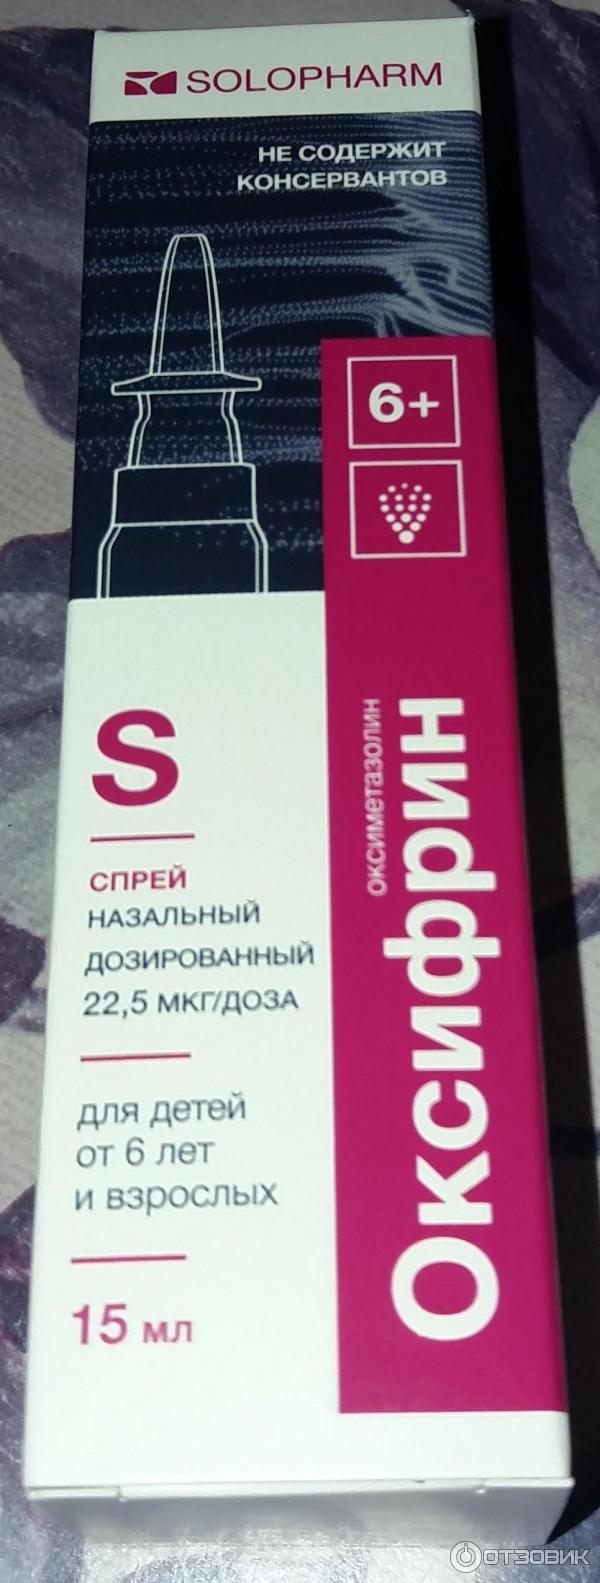 SOLOPHARM
НЕ СОДЕРЖИТ
КОНСЕРВАНТОВ
6+
оксиметазолин
Оксифрин
S
СПРЕЙ
НАЗАЛЬНЫЙ
ДОЗИРОВАННЫЙ
22,5 МКГ/ДОЗА
для детей
от 6 лет
и взрослых
15 мл
ОТЗОВИК